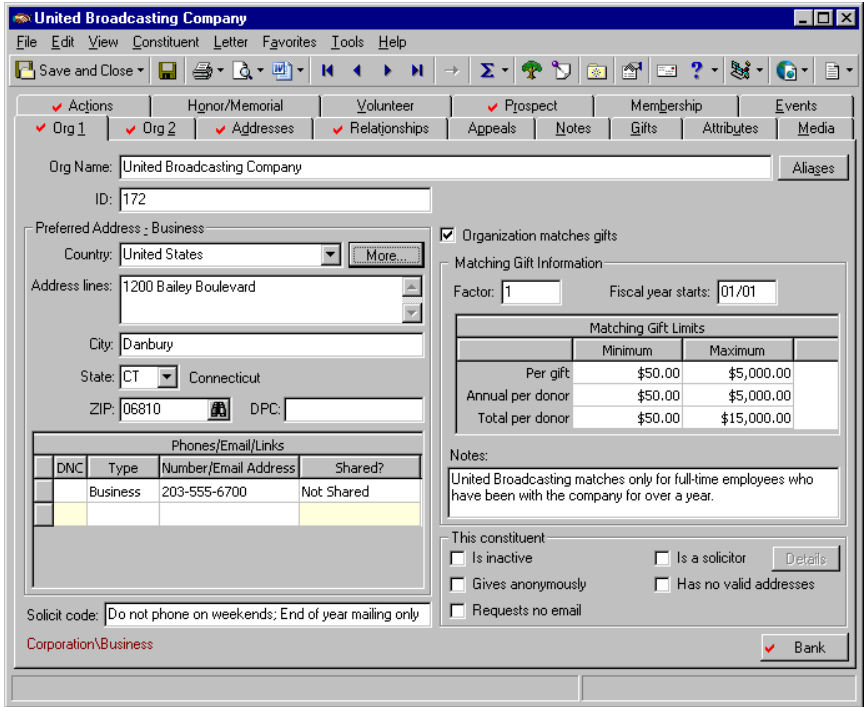 United Broadcasting Company
File Edit View Constituent Letter Favorites Tools Help
Save and Close
Actions Honor/Memorial Volunteer Prospect Membership Events
Org 1 Org 2 Addresses Relationships Appeals Notes Gifts Attributes Media
Org Name: United Broadcasting Company Aliases
ID: 172
Preferred Address - Business
Country: United States More...
Address lines: 1200 Bailey Boulevard
City: Danbury
State: CT Connecticut
ZIP: 06810 DPC:
Phones/Email/Links
DNC Type Number/Email Address Shared?
Business 203-555-6700 Not Shared
Solicit code: Do not phone on weekends; End of year mailing only
Corporation\Business
Organization matches gifts
Matching Gift Information
Factor: 1 Fiscal year starts: 01/01
Matching Gift Limits
Minimum Maximum
Per gift $50.00 $5,000.00
Annual per donor $50.00 $5,000.00
Total per donor $50.00 $15,000.00
Notes:
United Broadcasting matches only for full-time employees who
have been with the company for over a year.
This constituent
Is inactive Is a solicitor Details
Gives anonymously Has no valid addresses
Requests no email
Bank